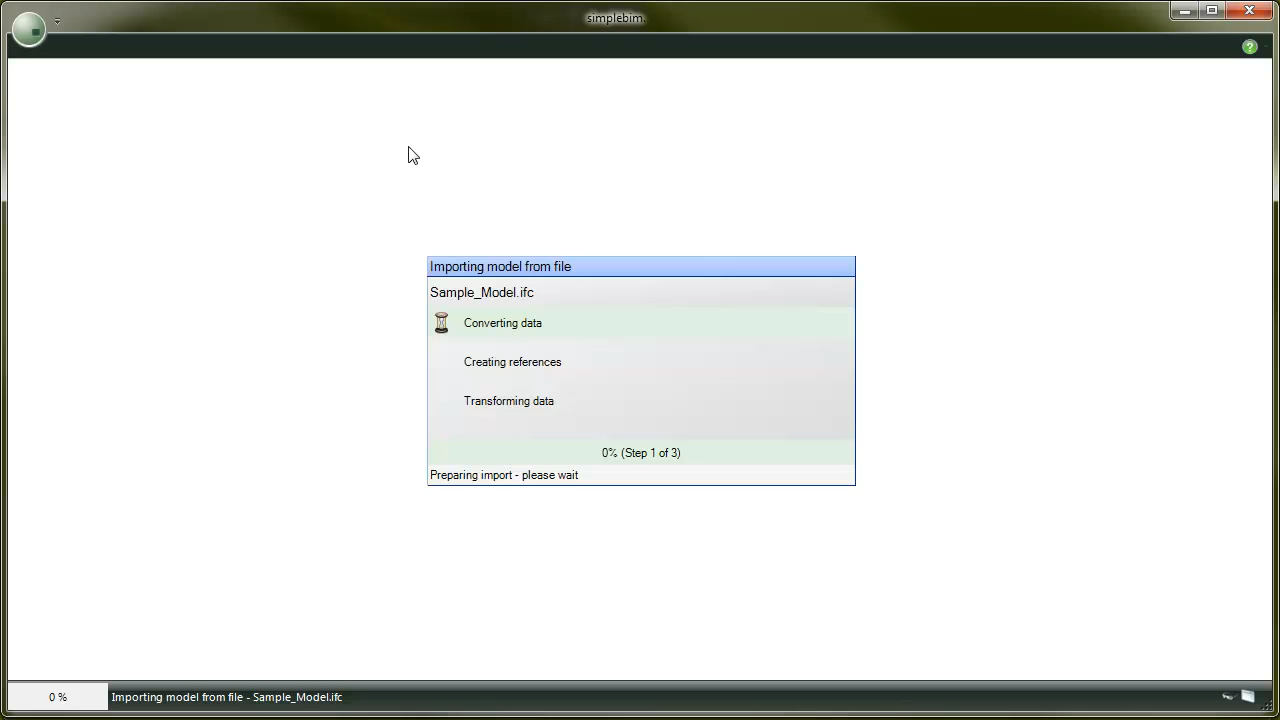 simplebim.
?
Importing model from file
Sample_Model.ifc
Converting data
Creating references
Transforming data
0% (Step 1 of 3)
Preparing import - please wait
0 % Importing model from file - Sample_Model.ifc